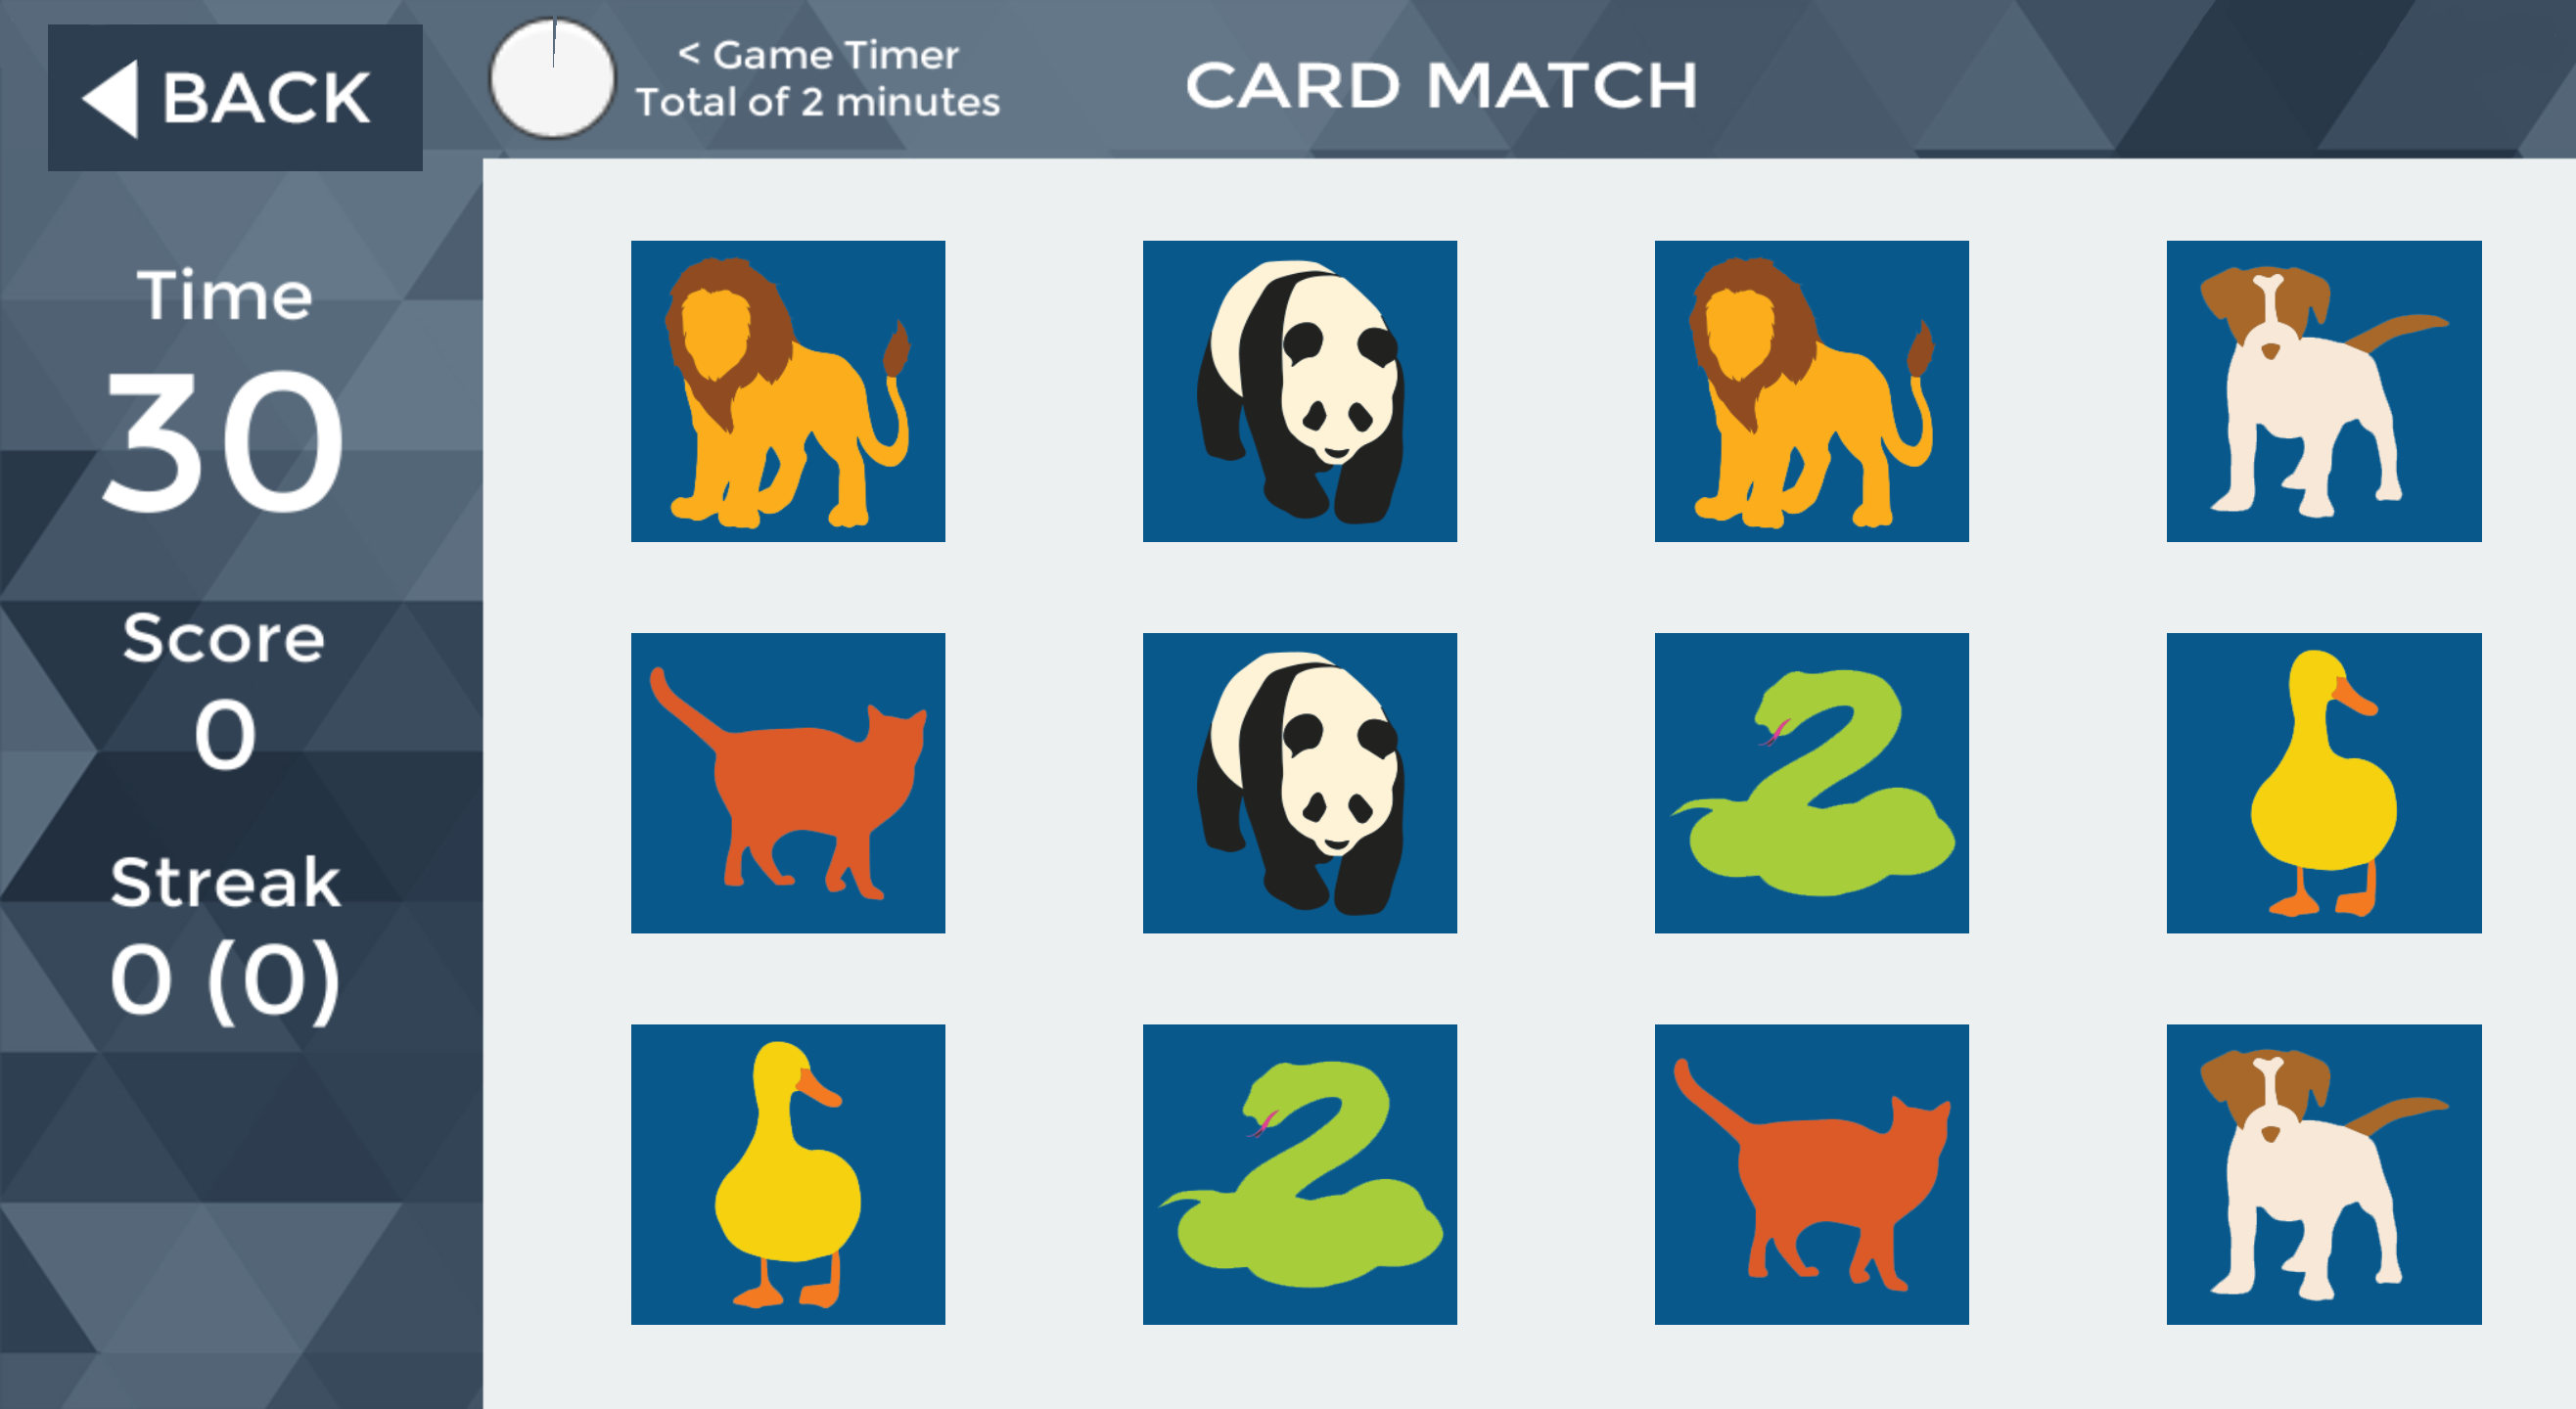 BACK
< Game Timer
Total of 2 minutes
CARD MATCH
Time
30
Score
0
Streak
0 (0)